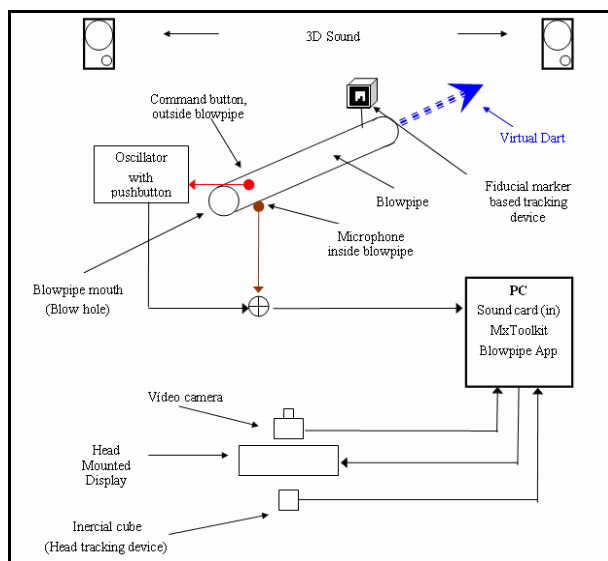 3D Sound
Command button,
outside blowpipe
Virtual Dart
Oscillator
with
pushbutton
Blowpipe
Fiducial marker
based tracking
device
Microphone
inside blowpipe
Blowpipe mouth
(Blow hole)
PC
Sound card (in)
MxToolkit
Blowpipe App
Vídeo camera
Head
Mounted
Display
Inercial cube
(Head tracking device)